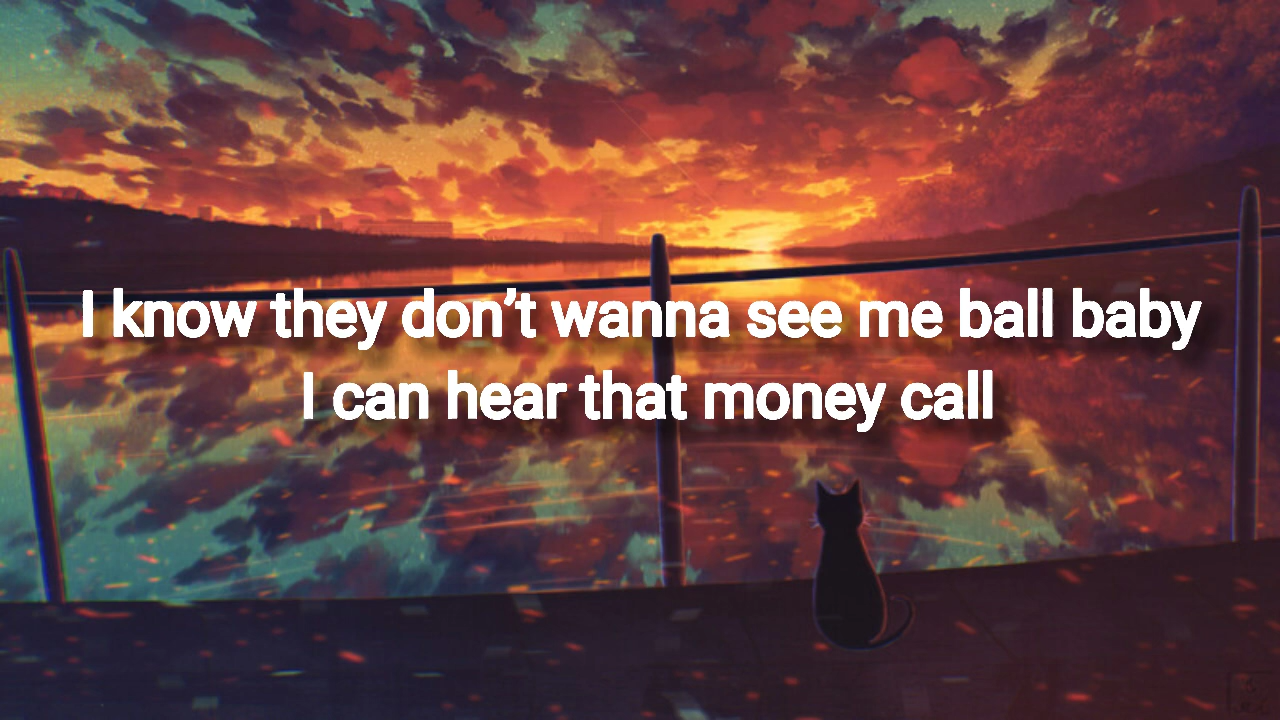 I know they don’t wanna see me ball baby
I can hear that money call